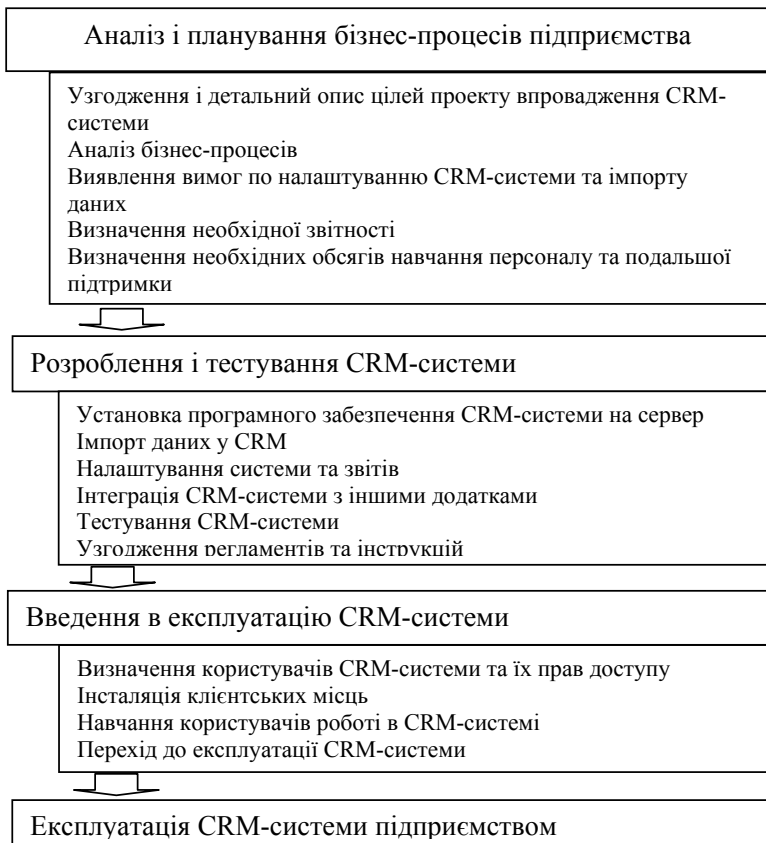 Аналіз і планування бізнес-процесів підприємства
Узгодження і детальний опис цілей проекту впровадження CRM-
системи
Аналіз бізнес-процесів
Виявлення вимог по налаштуванню CRM-системи та імпорту
даних
Визначення необхідної звітності
Визначення необхідних обсягів навчання персоналу та подальшої
підтримки
Розроблення і тестування CRM-системи
Установка програмного забезпечення CRM-системи на сервер
Імпорт даних у CRM
Налаштування системи та звітів
Інтеграція CRM-системи з іншими додатками
Тестування CRM-системи
Узгодження регламентів та інструкцій
Введення в експлуатацію CRM-системи
Визначення користувачів CRM-системи та їх прав доступу
Інсталяція клієнтських місць
Навчання користувачів роботі в CRM-системі
Перехід до експлуатації CRM-системи
Експлуатація CRM-системи підприємством